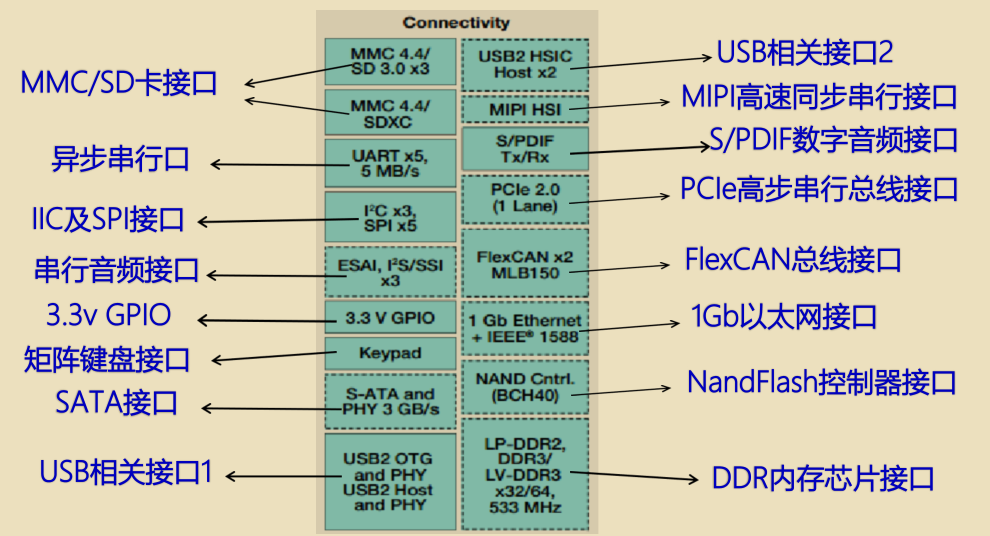 Connectivity
MMC/SD卡接口
异步串行口
IIC及SPI接口
串行音频接口
3.3v GPIO
矩阵键盘接口
SATA接口
USB相关接口1
MMC 4.4/
SD 3.0 x3
MMC 4.4/
SDXC
UART x5,
5 MB/s
I²C x3,
SPI x5
ESAI, I²S/SSI
x3
3.3 V GPIO
Keypad
S-ATA and
PHY 3 GB/s
USB2 OTG
and PHY
USB2 Host
and PHY
USB2 HSIC
Host x2
MIPI HSI
S/PDIF
Tx/Rx
PCIe 2.0
(1 Lane)
FlexCAN x2
MLB150
1 Gb Ethernet
+ IEEE® 1588
NAND Cntrl.
(BCH40)
LP-DDR2,
DDR3/
LV-DDR3
x32/64,
533 MHz
USB相关接口2
MIPI高速同步串行接口
S/PDIF数字音频接口
PCIe高步串行总线接口
FlexCAN总线接口
1Gb以太网接口
NandFlash控制器接口
DDR内存芯片接口